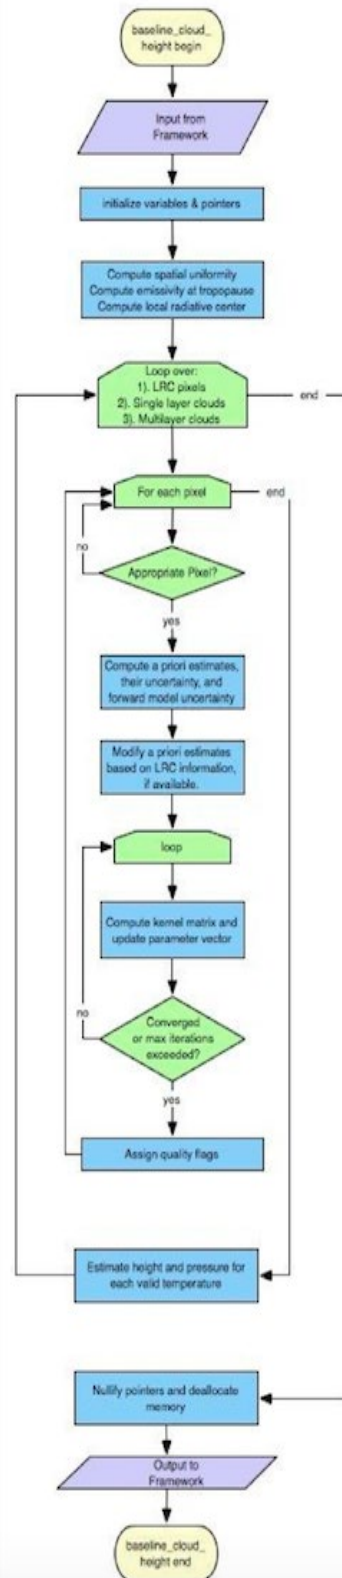 baseline_cloud_
height begin
Input from
Framework
initialize variables & pointers
Compute spatial uniformity
Compute emissivity at tropopause
Compute local radiative center
Loop over:
1). LRC pixels
2). Single layer clouds
3). Multilayer clouds
end
For each pixel
end
no
Appropriate Pixel?
yes
Compute a priori estimates,
their uncertainty, and
forward model uncertainty
Modify a priori estimates
based on LRC information,
if available.
loop
Compute kernel matrix and
update parameter vector
no
Converged
or max iterations
exceeded?
yes
Assign quality flags
Estimate height and pressure for
each valid temperature
Nullify pointers and deallocate
memory
Output to
Framework
baseline_cloud_
height end